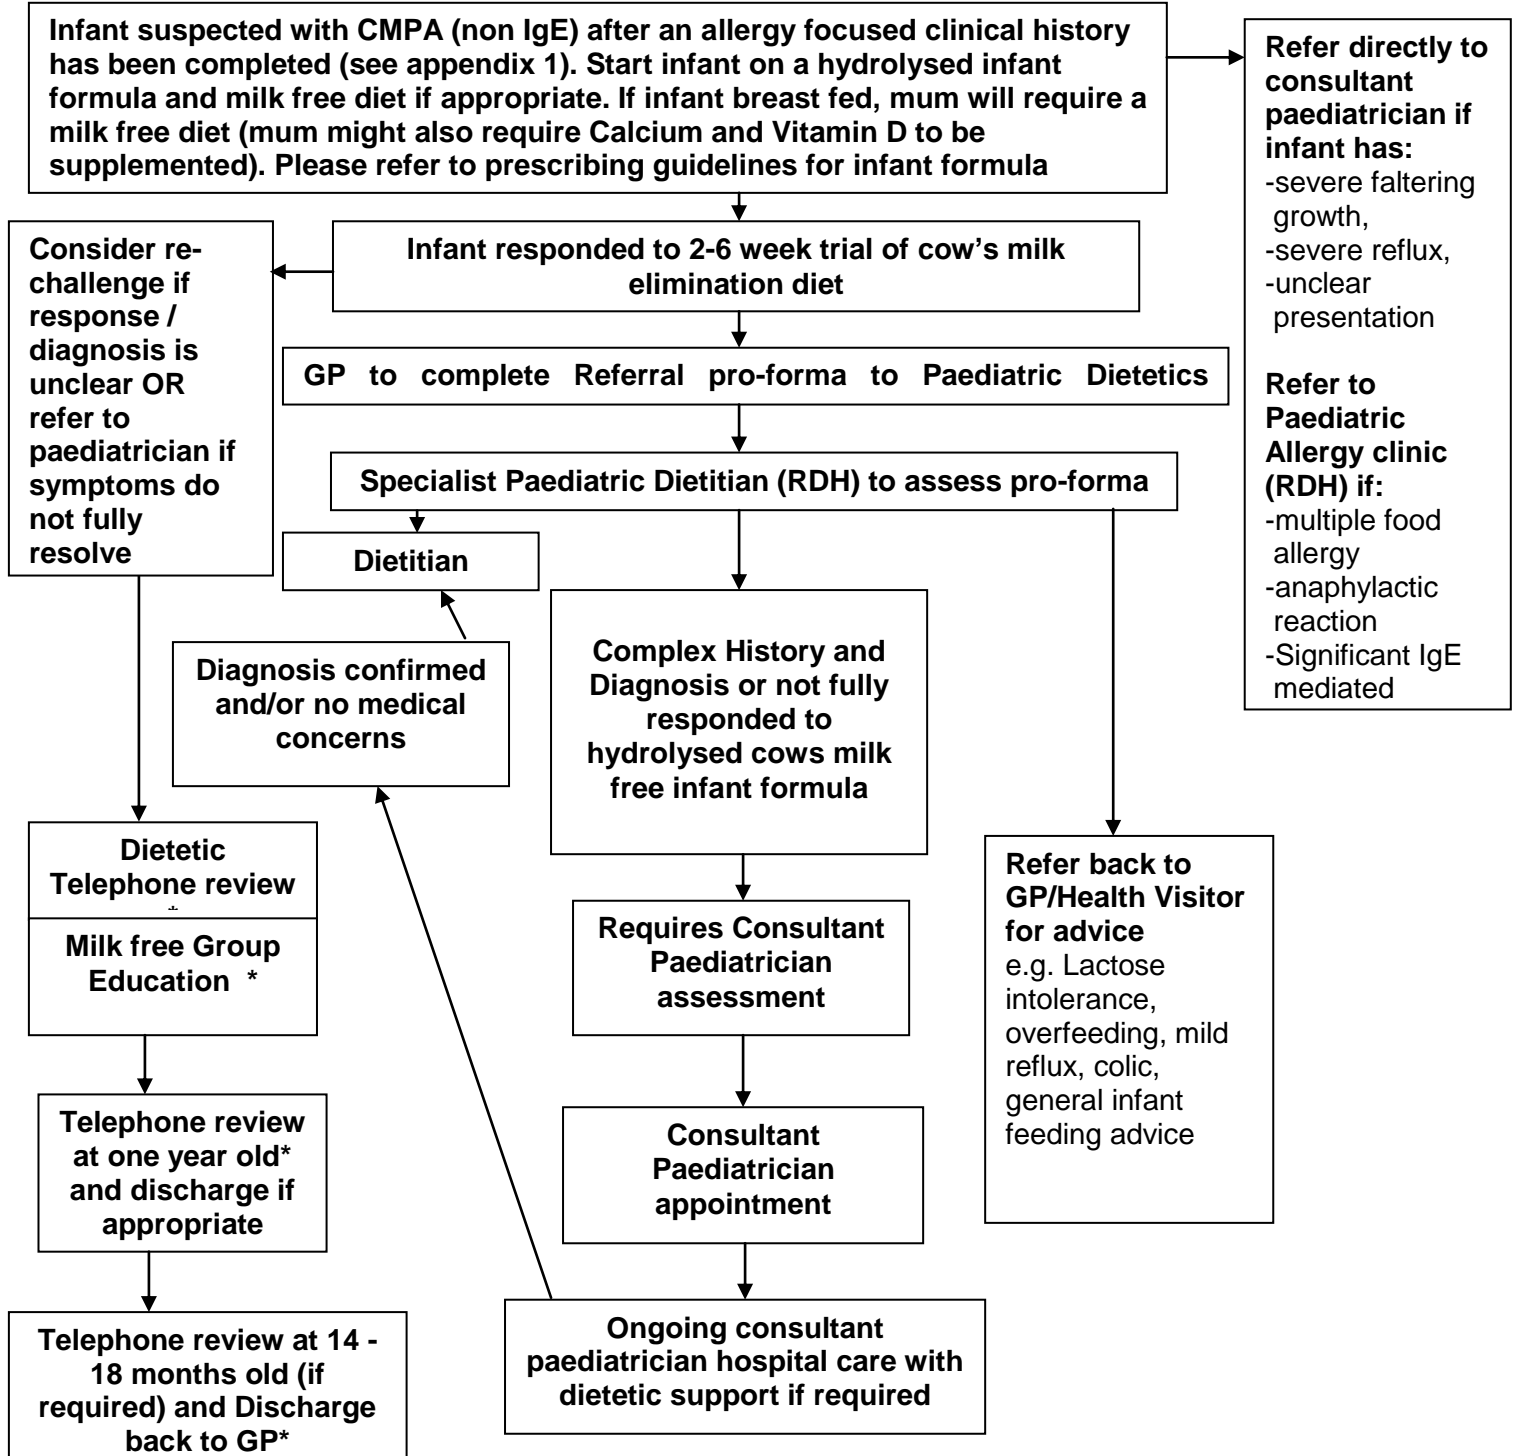 Infant suspected with CMPA (non IgE) after an allergy focused clinical history
has been completed (see appendix 1). Start infant on a hydrolysed infant
formula and milk free diet if appropriate. If infant breast fed, mum will require a
milk free diet (mum might also require Calcium and Vitamin D to be
supplemented). Please refer to prescribing guidelines for infant formula
Refer directly to
consultant
paediatrician if
infant has:
-severe faltering
growth,
-severe reflux,
-unclear
presentation
Refer to
Paediatric
Allergy clinic
(RDH) if:
-multiple food
allergy
-anaphylactic
reaction
-Significant IgE
mediated
Infant responded to 2-6 week trial of cow's milk
elimination diet
Consider re-
challenge if
response /
diagnosis is
unclear OR
refer to
paediatrician if
symptoms do
not fully
resolve
GP to complete Referral pro-forma to Paediatric Dietetics
Specialist Paediatric Dietitian (RDH) to assess pro-forma
Dietitian
Diagnosis confirmed
and/or no medical
concerns
Complex History and
Diagnosis or not fully
responded to
hydrolysed cows milk
free infant formula
Dietetic
Telephone review
*
Milk free Group
Education *
Refer back to
GP/Health Visitor
for advice
e.g. Lactose
intolerance,
overfeeding, mild
reflux, colic,
general infant
feeding advice
Requires Consultant
Paediatrician
assessment
Telephone review
at one year old*
and discharge if
appropriate
Consultant
Paediatrician
appointment
Telephone review at 14 -
18 months old (if
required) and Discharge
back to GP*
Ongoing consultant
paediatrician hospital care with
dietetic support if required